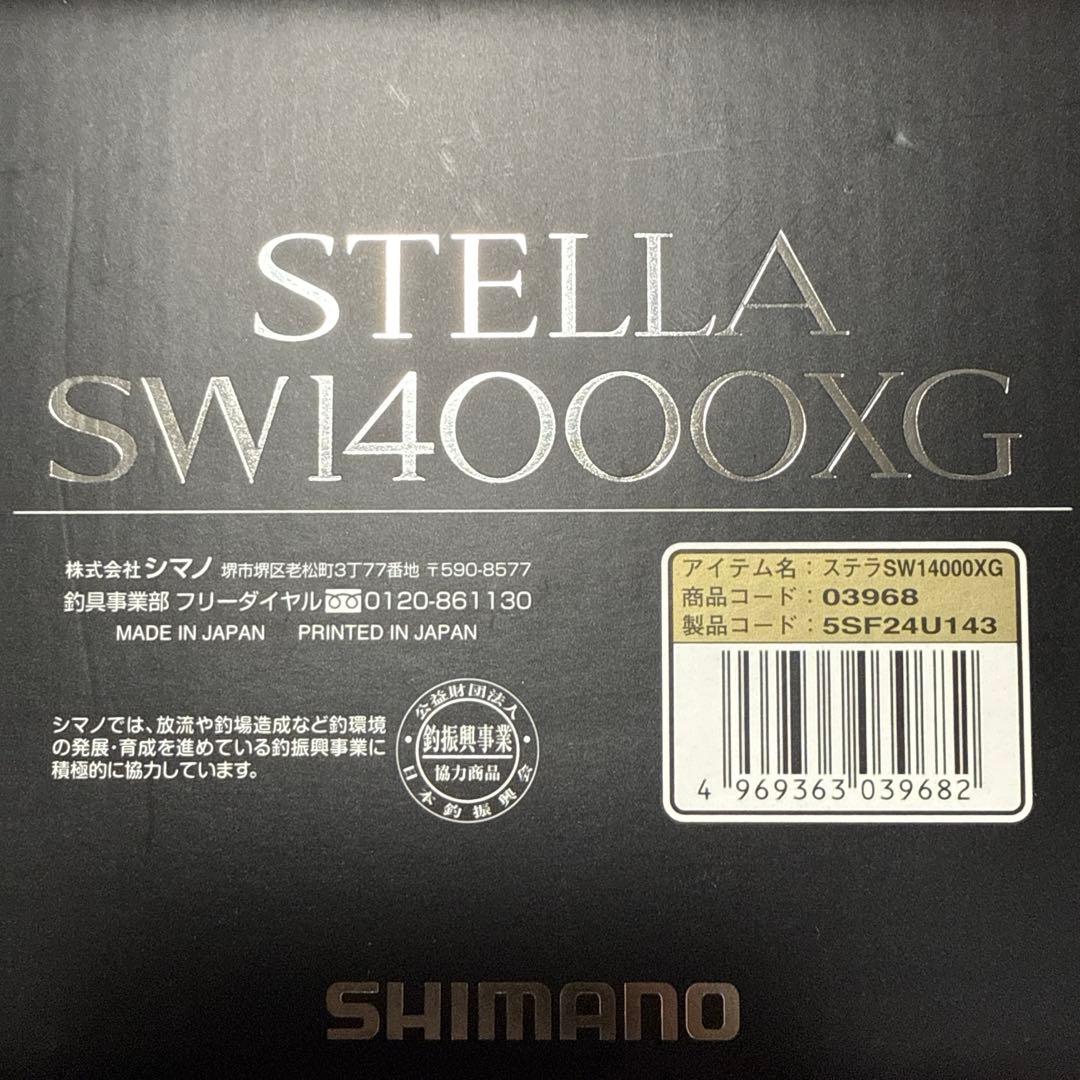 STELLA
SW14000XG
株式会社シマノ 堺市堺区老松町3丁77番地 〒590-8577
釣具事業部 フリーダイヤル 0120-861130
MADE IN JAPAN PRINTED IN JAPAN
シマノでは、放流や釣場造成など釣環境
の発展・育成を進めている釣振興事業に
積極的に協力しています。
公益財団法人
釣振興事業
協力商品
日本釣振興会
アイテム名：ステラSW14000XG
商品コード：03968
製品コード：5SF24U143
4 969363 039682
SHIMANO